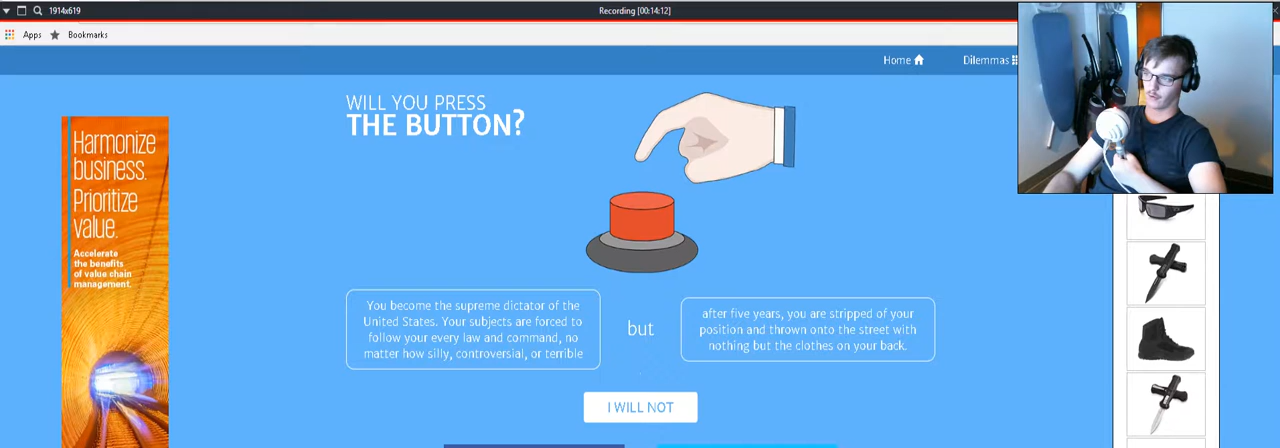 1914x619
Recording [00:14:12]
Apps
Bookmarks
Home
Dilemmas
WILL YOU PRESS
THE BUTTON?
Harmonize
business.
Prioritize
value.
Accelerate
the benefits
of value chain
management.
You become the supreme dictator of the
United States. Your subjects are forced to
follow your every law and command, no
matter how silly, controversial, or terrible
but
after five years, you are stripped of your
position and thrown onto the street with
nothing but the clothes on your back.
I WILL NOT